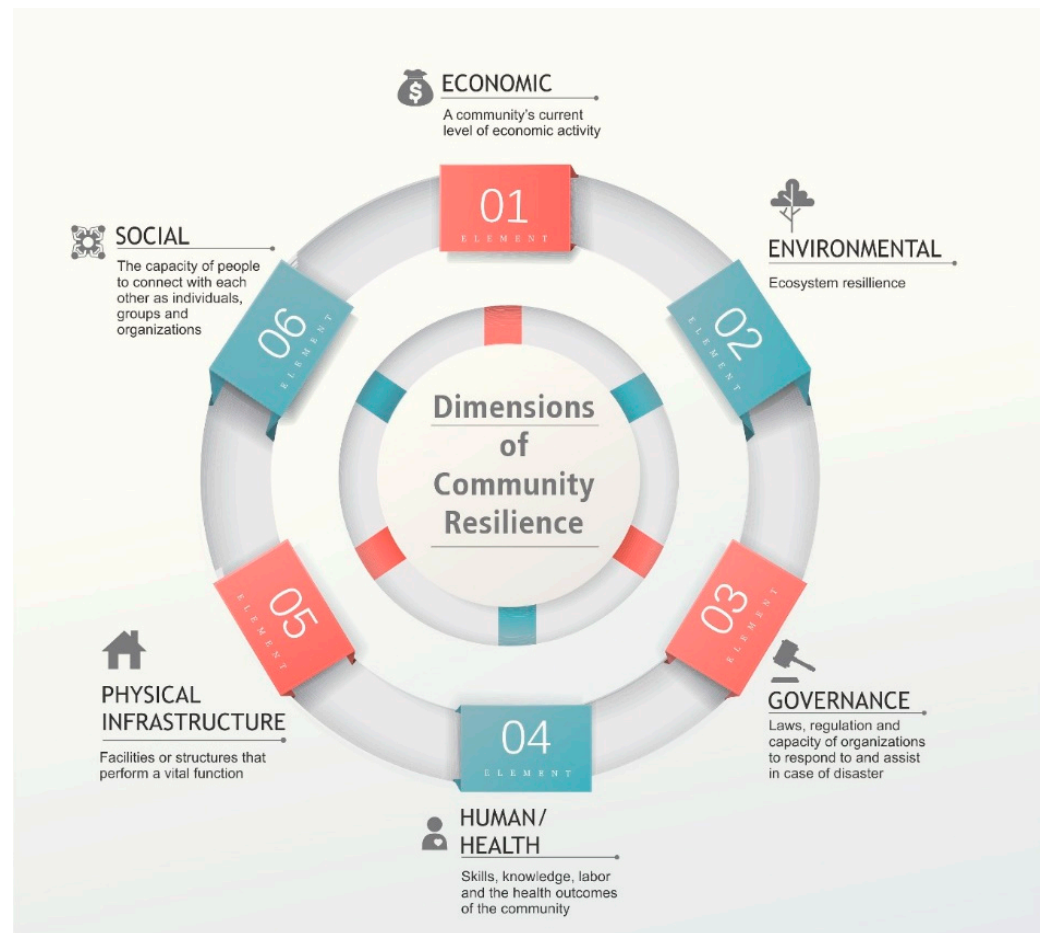 ECONOMIC
A community's current
level of economic activity
01
ELEMENT
ENVIRONMENTAL
Ecosystem resillience
02
ELEMENT
03
ELEMENT
GOVERNANCE
Laws, regulation and
capacity of organizations
to respond to and assist
in case of disaster
04
ELEMENT
HUMAN/
HEALTH
Skills, knowledge, labor
and the health outcomes
of the community
05
ELEMENT
PHYSICAL
INFRASTRUCTURE
Facilities or structures that
perform a vital function
SOCIAL
The capacity of people
to connect with each
other as individuals,
groups and
organizations
06
ELEMENT
Dimensions
of
Community
Resilience
$